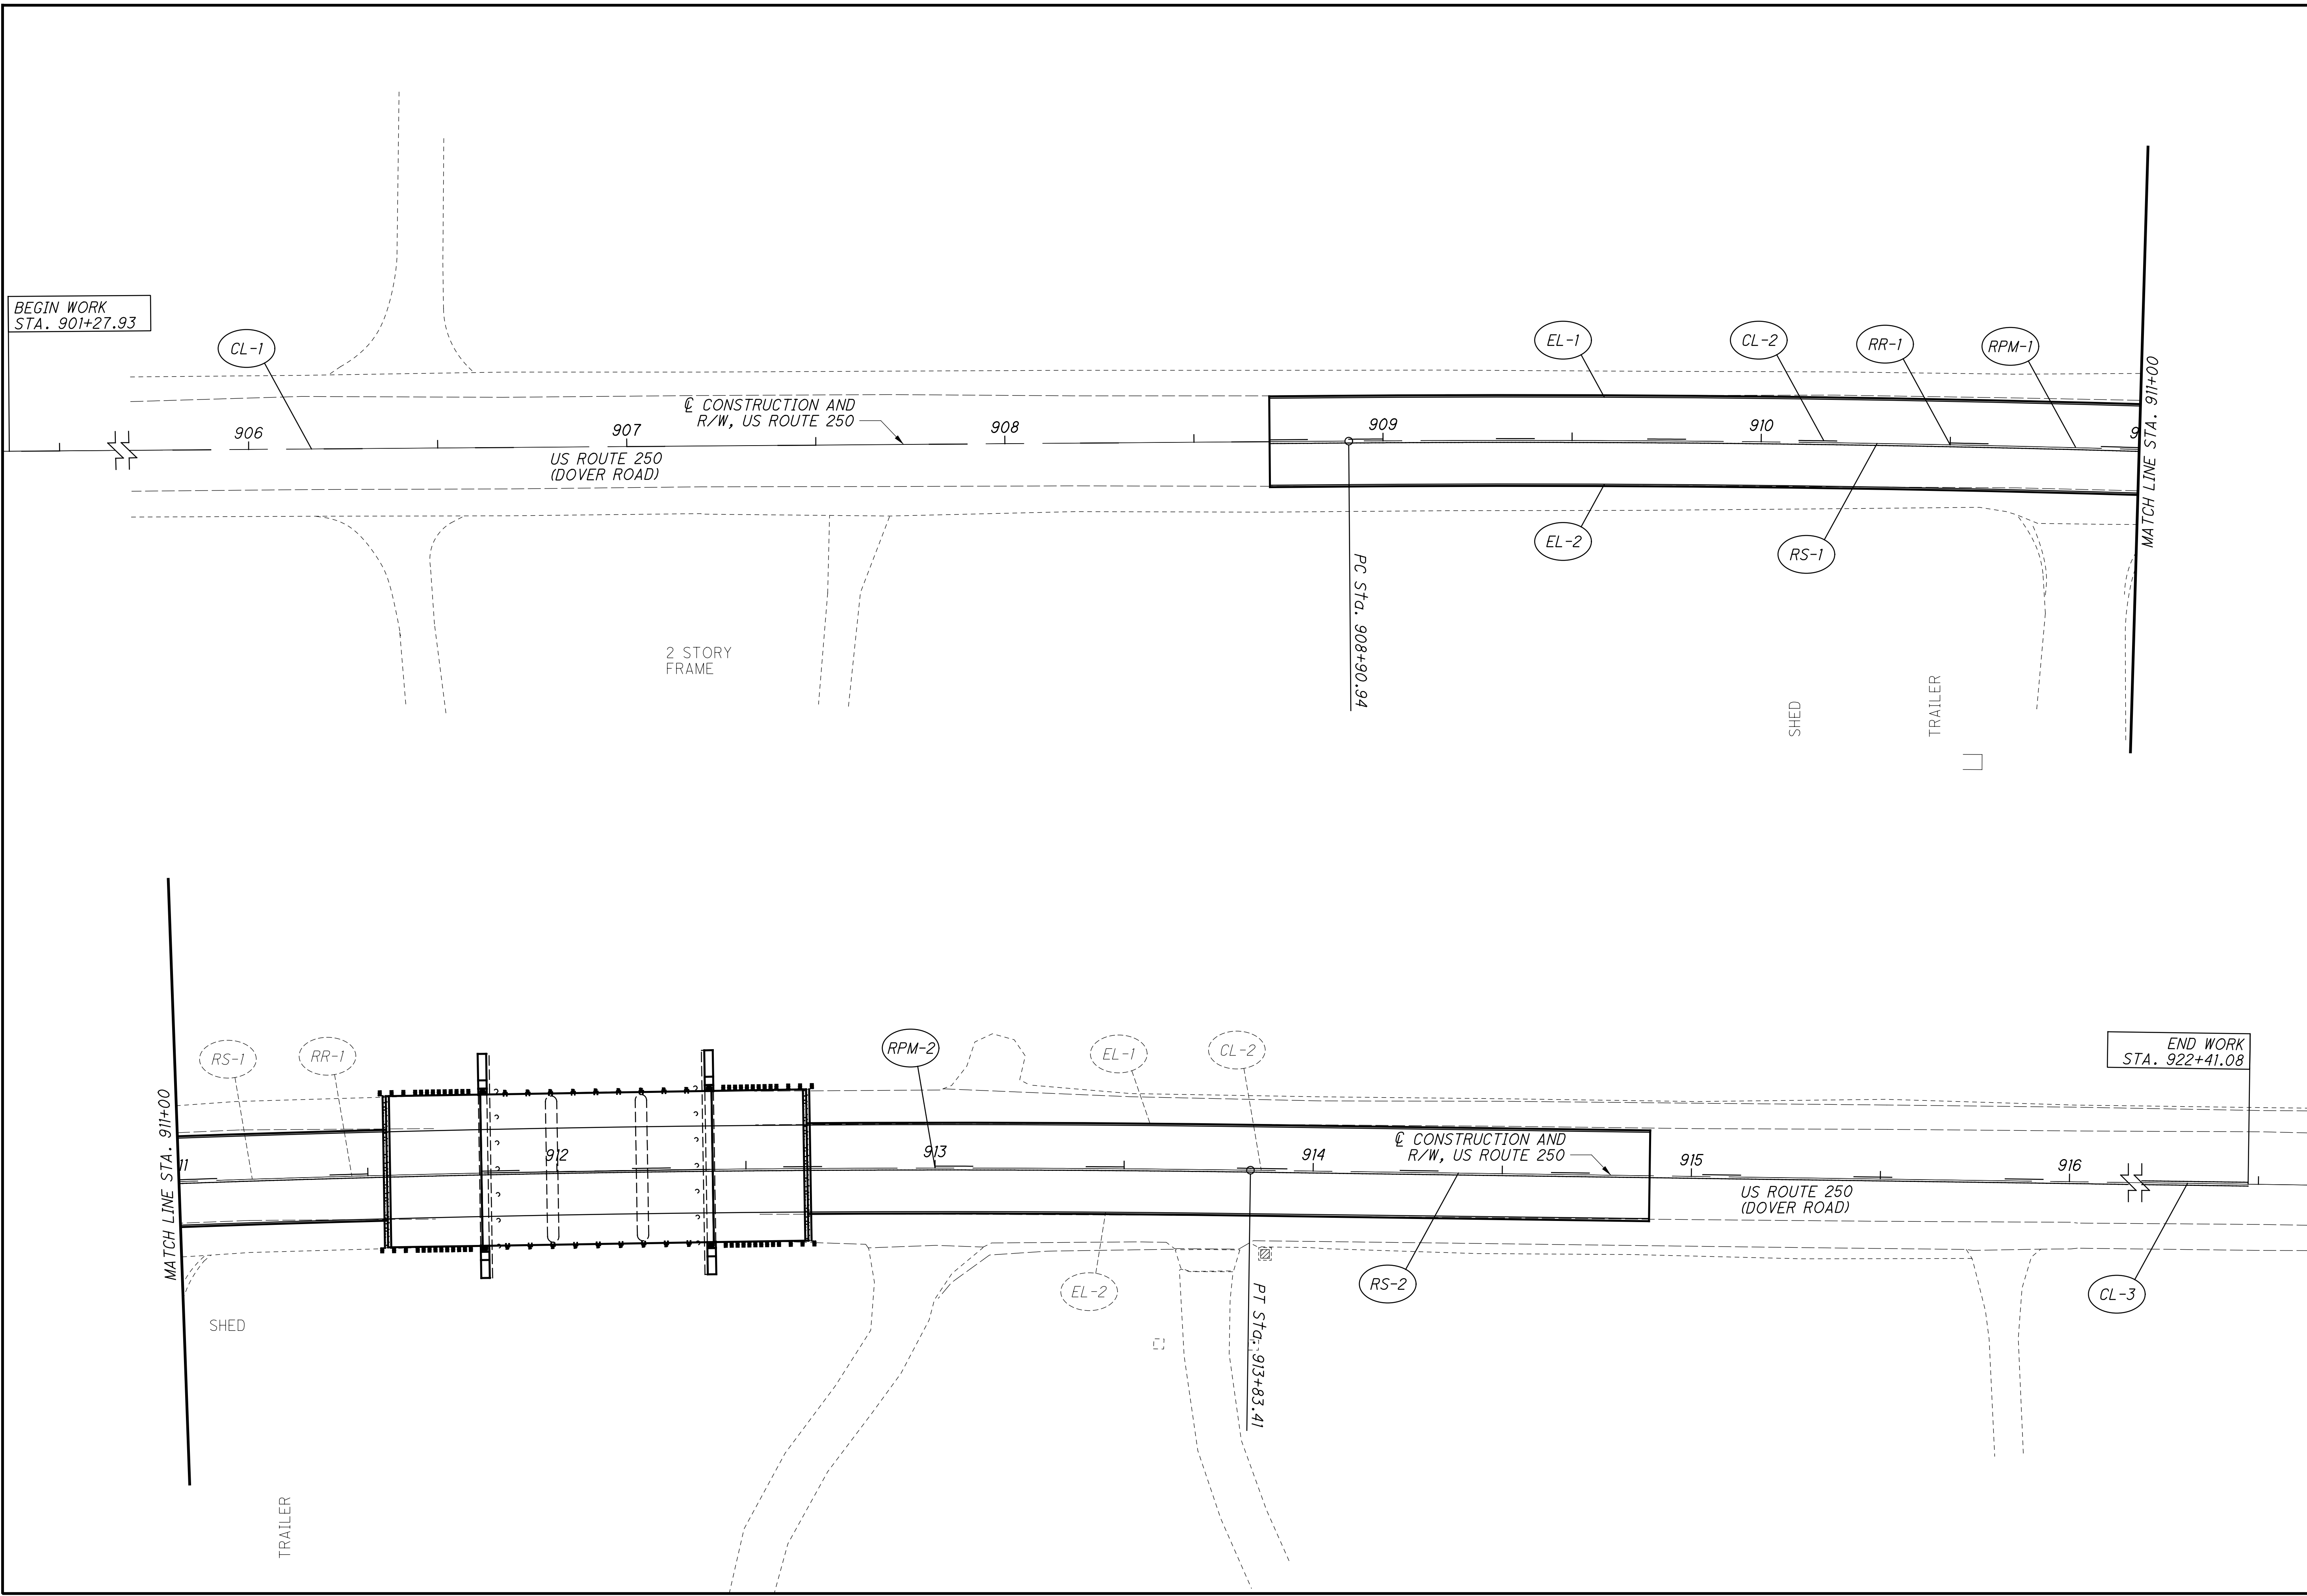 BEGIN WORK
STA. 901+27.93
CL-1
EL-1
CL-2
RR-1
RPM-1
℄ CONSTRUCTION AND
R/W, US ROUTE 250
906
907
908
909
910
9
US ROUTE 250
(DOVER ROAD)
MATCH LINE STA. 911+00
EL-2
RS-1
PC Sta. 908+90.94
2 STORY
FRAME
SHED
TRAILER
MATCH LINE STA. 911+00
RS-1
RR-1
RPM-2
EL-1
CL-2
END WORK
STA. 922+41.08
℄ CONSTRUCTION AND
R/W, US ROUTE 250
11
912
913
914
915
916
US ROUTE 250
(DOVER ROAD)
EL-2
RS-2
CL-3
PT Sta. 913+83.41
SHED
TRAILER